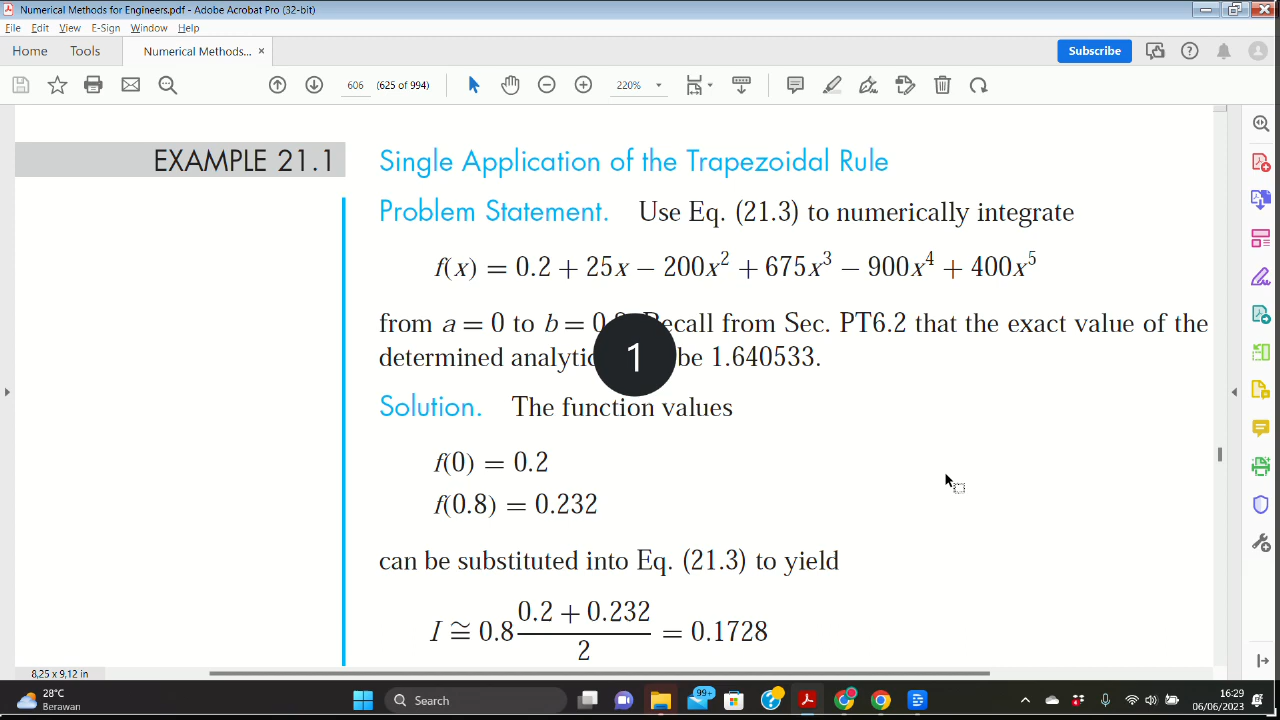 Numerical Methods for Engineers.pdf - Adobe Acrobat Pro (32-bit)
File Edit View E-Sign Window Help
Home Tools Numerical Methods... × Subscribe
606 (625 of 994) 220%
EXAMPLE 21.1 Single Application of the Trapezoidal Rule
Problem Statement. Use Eq. (21.3) to numerically integrate
f(x) = 0.2 + 25x − 200x² + 675x³ − 900x⁴ + 400x⁵
from a = 0 to b = Recall from Sec. PT6.2 that the exact value of the
determined be 1.640533.
1
Solution. The function values
f(0) = 0.2
f(0.8) = 0.232
can be substituted into Eq. (21.3) to yield
I ≅ 0.8 (0.2 + 0.232)/2 = 0.1728
8,25 x 9,12 in
28°C
Berawan
Search
99+
16:29
06/06/2023